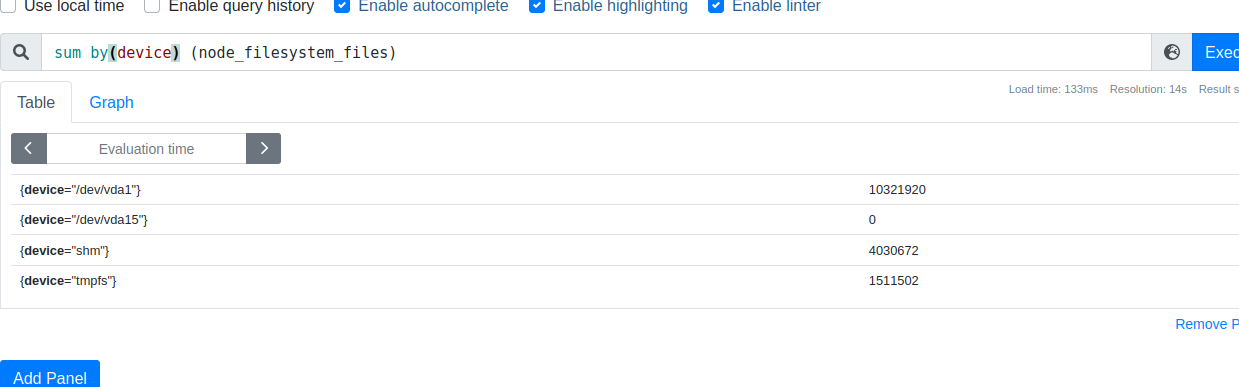 Use local time Enable query history Enable autocomplete Enable highlighting Enable linter
sum by(device) (node_filesystem_files)
Exec
Load time: 133ms Resolution: 14s Result s
Table Graph
Evaluation time
{device="/dev/vda1"} 10321920
{device="/dev/vda15"} 0
{device="shm"} 4030672
{device="tmpfs"} 1511502
Remove P
Add Panel